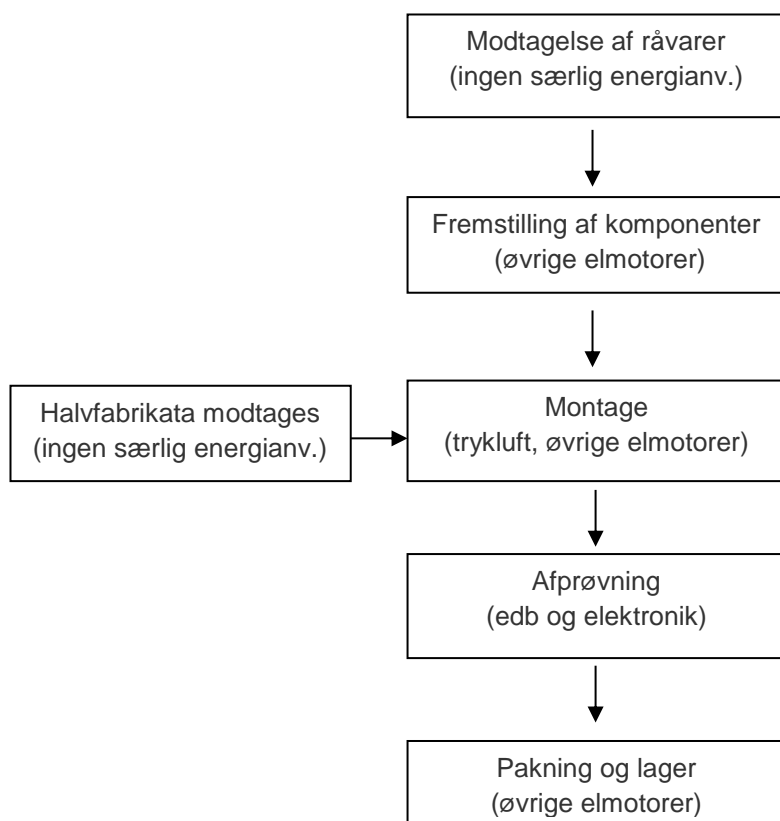 Modtagelse af råvarer
(ingen særlig energianv.)
Fremstilling af komponenter
(øvrige elmotorer)
Halvfabrikata modtages
(ingen særlig energianv.)
Montage
(trykluft, øvrige elmotorer)
Afprøvning
(edb og elektronik)
Pakning og lager
(øvrige elmotorer)